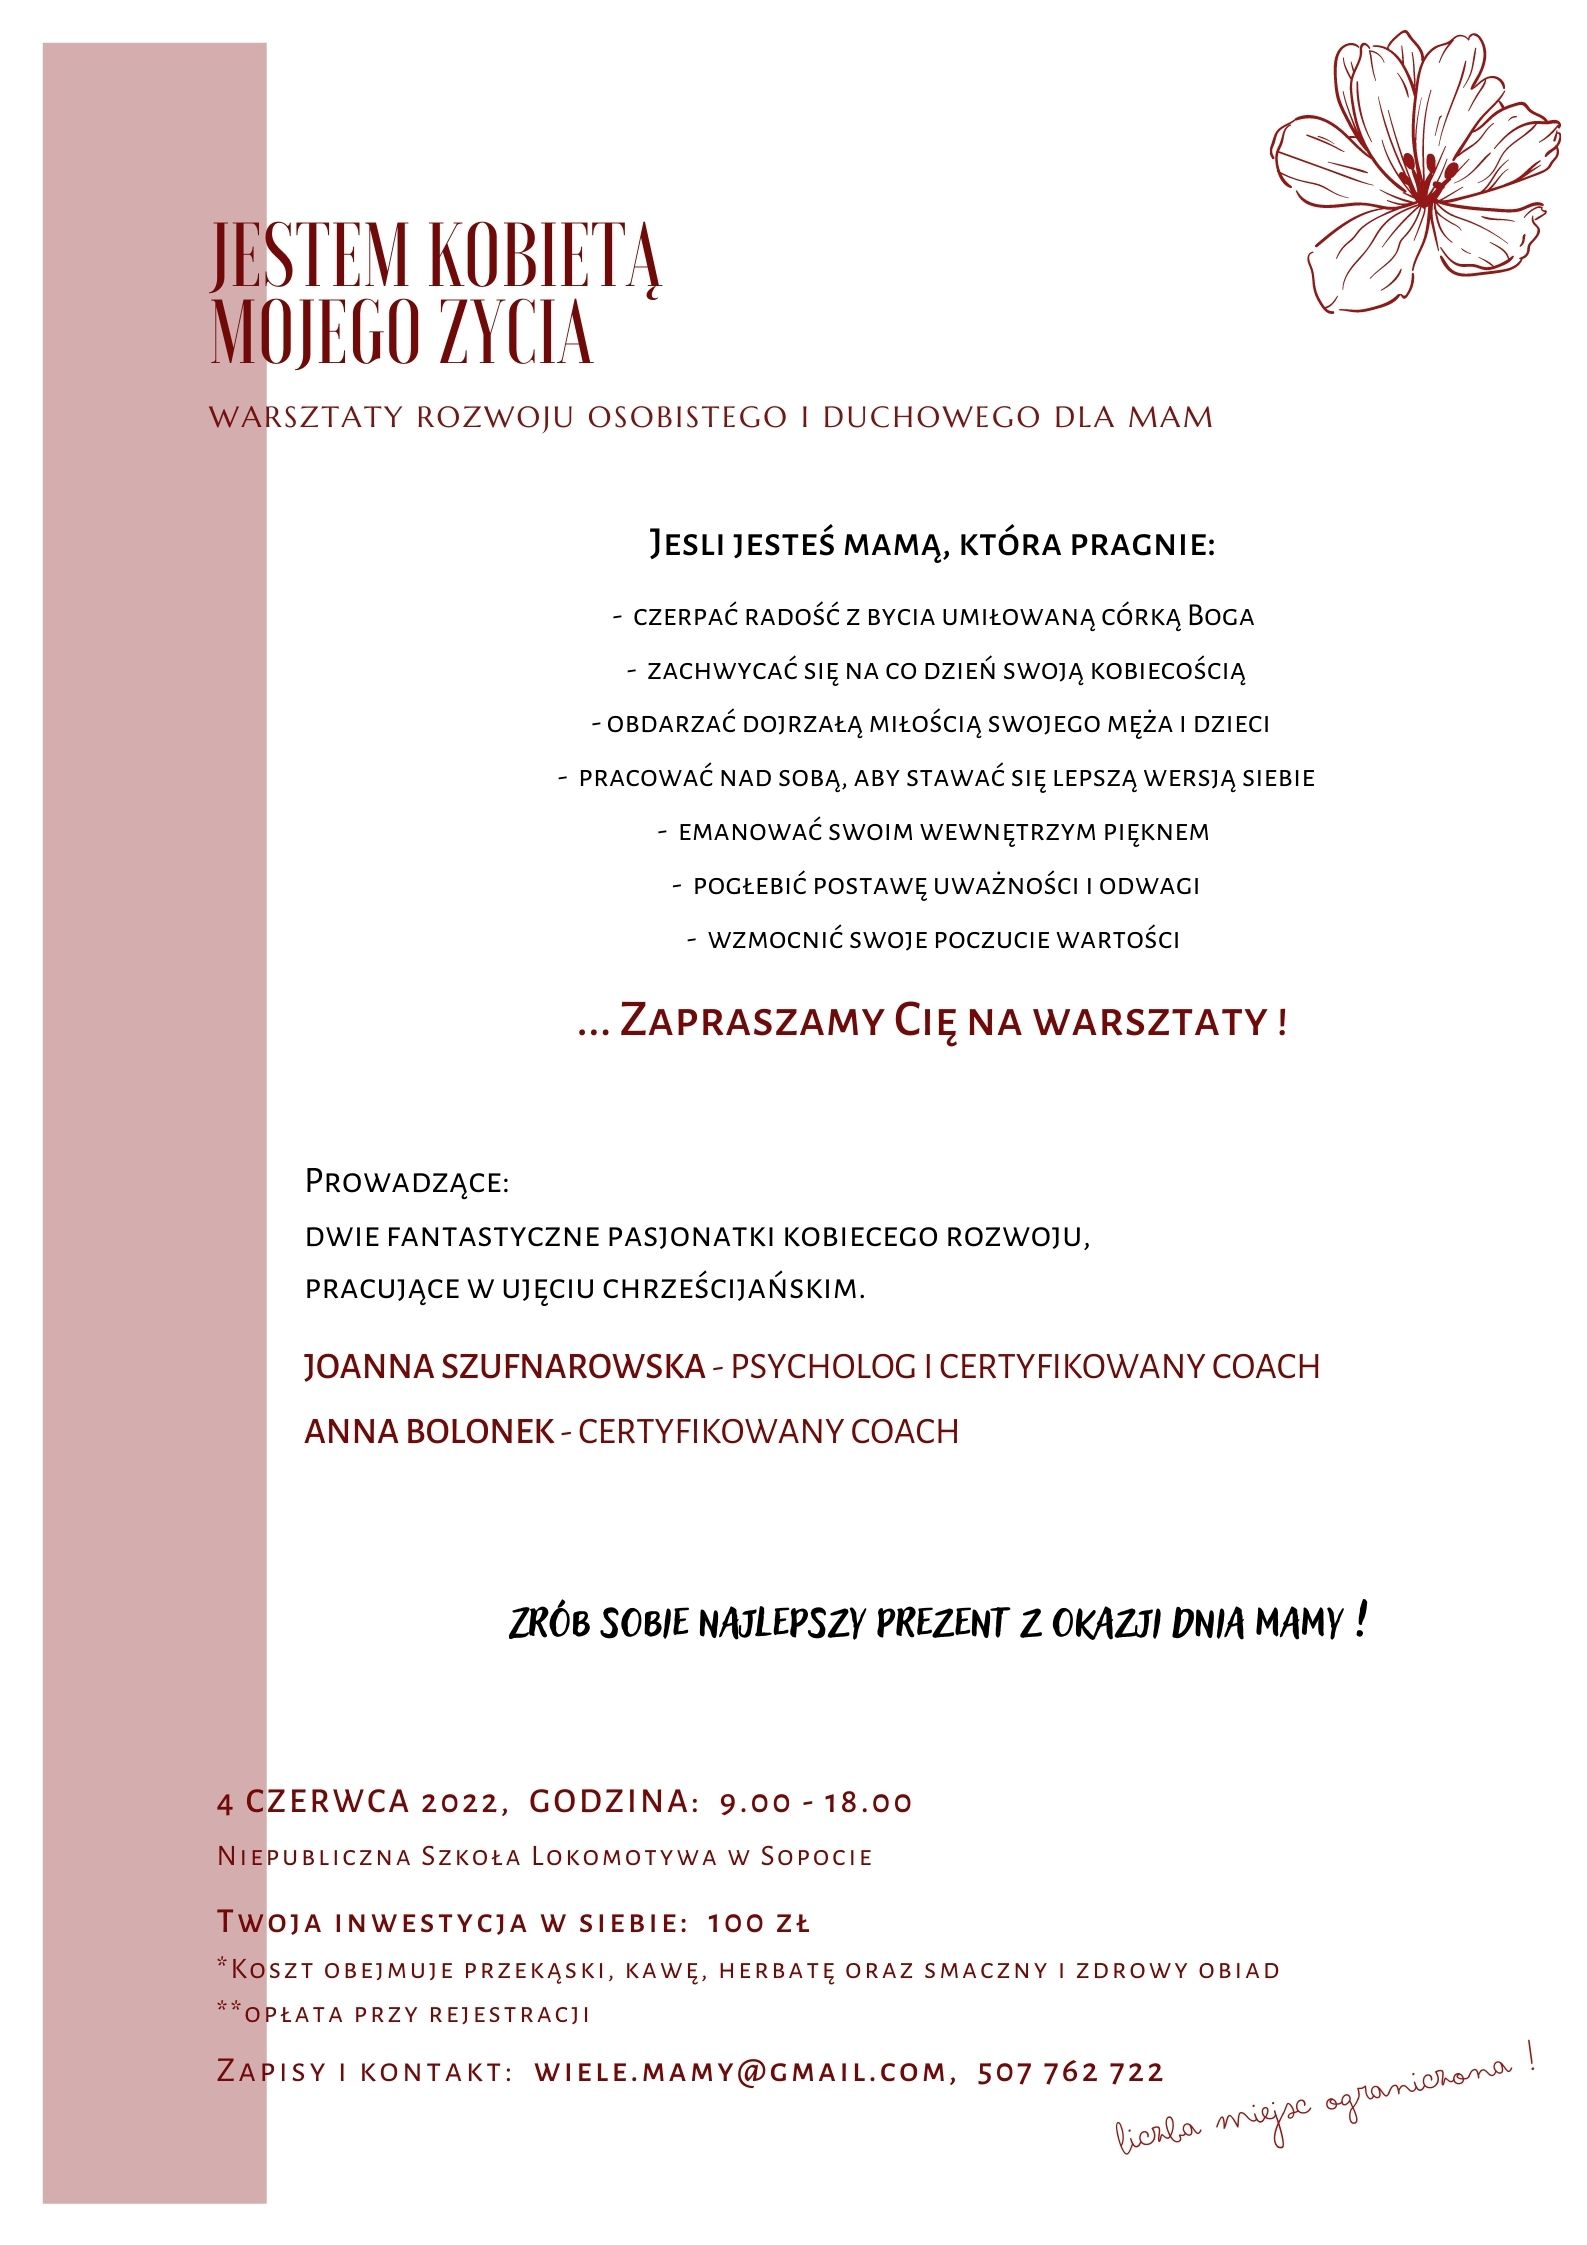 JESTEM KOBIETĄ
MOJEGO ZYCIA
WARSZTATY ROZWOJU OSOBISTEGO I DUCHOWEGO DLA MAM
Jesli jesteś mamą, która pragnie:
- czerpać radość z bycia umiłowaną córką Boga
- zachwycać się na co dzień swoją kobiecością
- obdarzać dojrzałą miłością swojego męża i dzieci
- pracować nad sobą, aby stawać się lepszą wersją siebie
- emanować swoim wewnętrzym pięknem
- pogłebić postawę uważności i odwagi
- wzmocnić swoje poczucie wartości
... Zapraszamy Cię na warsztaty !
Prowadzące:
dwie fantastyczne pasjonatki kobiecego rozwoju,
pracujące w ujęciu chrześcijańskim.
JOANNA SZUFNAROWSKA - PSYCHOLOG I CERTYFIKOWANY COACH
ANNA BOLONEK - CERTYFIKOWANY COACH
ZRÓB SOBIE NAJLEPSZY PREZENT Z OKAZJI DNIA MAMY !
4 CZERWCA 2022, GODZINA: 9.00 - 18.00
Niepubliczna Szkoła Lokomotywa w Sopocie
Twoja inwestycja w siebie: 100 zł
*Koszt obejmuje przekąski, kawę, herbatę oraz smaczny i zdrowy obiad
**opłata przy rejestracji
Zapisy i kontakt: wiele.mamy@gmail.com, 507 762 722
liczba miejsc ograniczona !